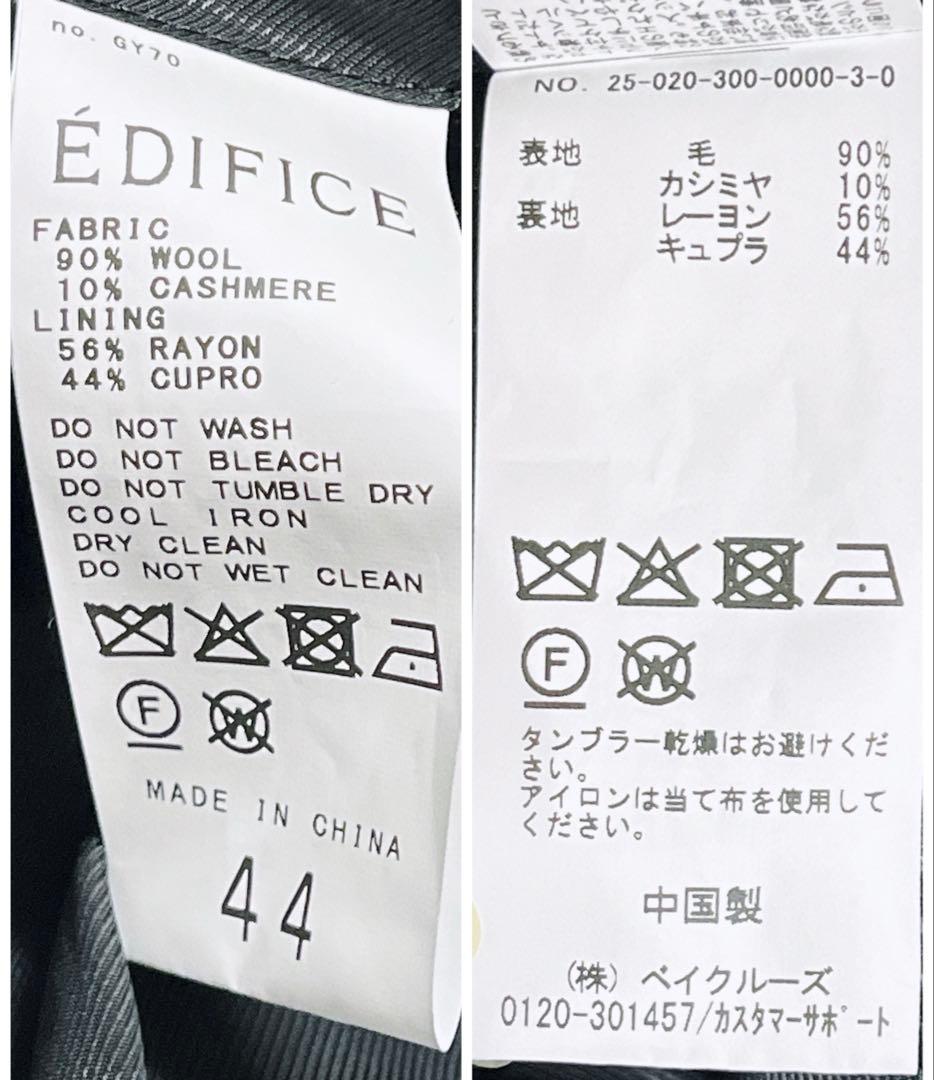 no. GY70
ÉDIFICE
FABRIC
90% WOOL
10% CASHMERE
LINING
56% RAYON
44% CUPRO
DO NOT WASH
DO NOT BLEACH
DO NOT TUMBLE DRY
COOL IRON
DRY CLEAN
DO NOT WET CLEAN
F
W
MADE IN CHINA
44
NO. 25-020-300-0000-3-0
表地 毛 90%
カシミヤ 10%
裏地 レーヨン 56%
キュプラ 44%
F
W
タンブラー乾燥はお避けくだ
さい。
アイロンは当て布を使用して
ください。
中国製
(株) ベイクルーズ
0120-301457/カスタマーサポート